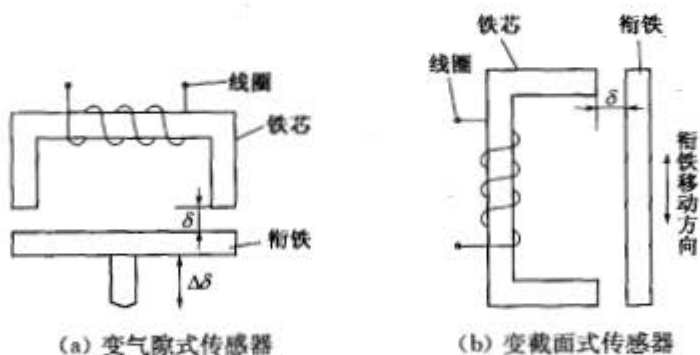 线圈
铁芯
δ
衔铁
Δδ
(a) 变气隙式传感器
铁芯
衔铁
线圈
δ
衔铁移动方向
(b) 变截面式传感器